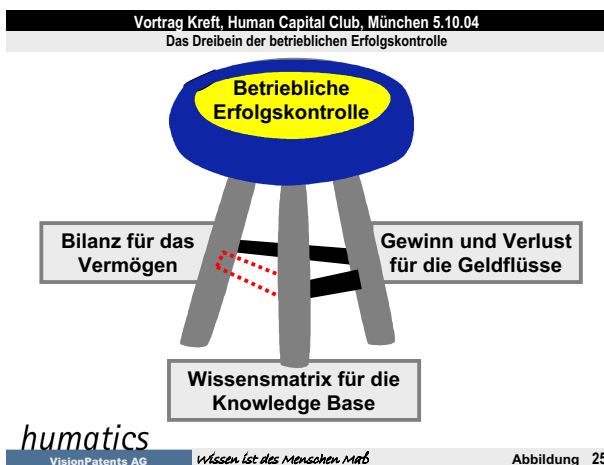 Vortrag Kreft, Human Capital Club, München 5.10.04
Das Dreibein der betrieblichen Erfolgskontrolle
Betriebliche
Erfolgskontrolle
Bilanz für das
Vermögen
Gewinn und Verlust
für die Geldflüsse
Wissensmatrix für die
Knowledge Base
humatics
VisionPatents AG
Wissen ist des Menschen Maß
Abbildung 25